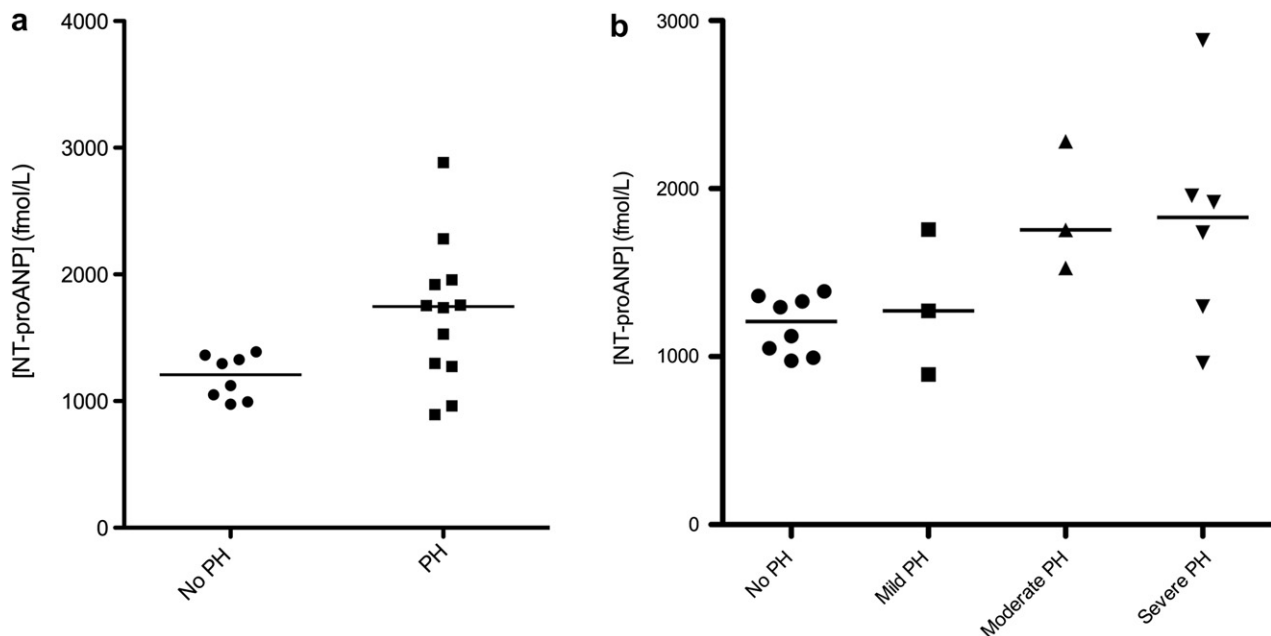 a
[NT-proANP] (fmol/L)
4000
3000
2000
1000
0
No PH
PH
b
[NT-proANP] (fmol/L)
3000
2000
1000
0
No PH
Mild PH
Moderate PH
Severe PH